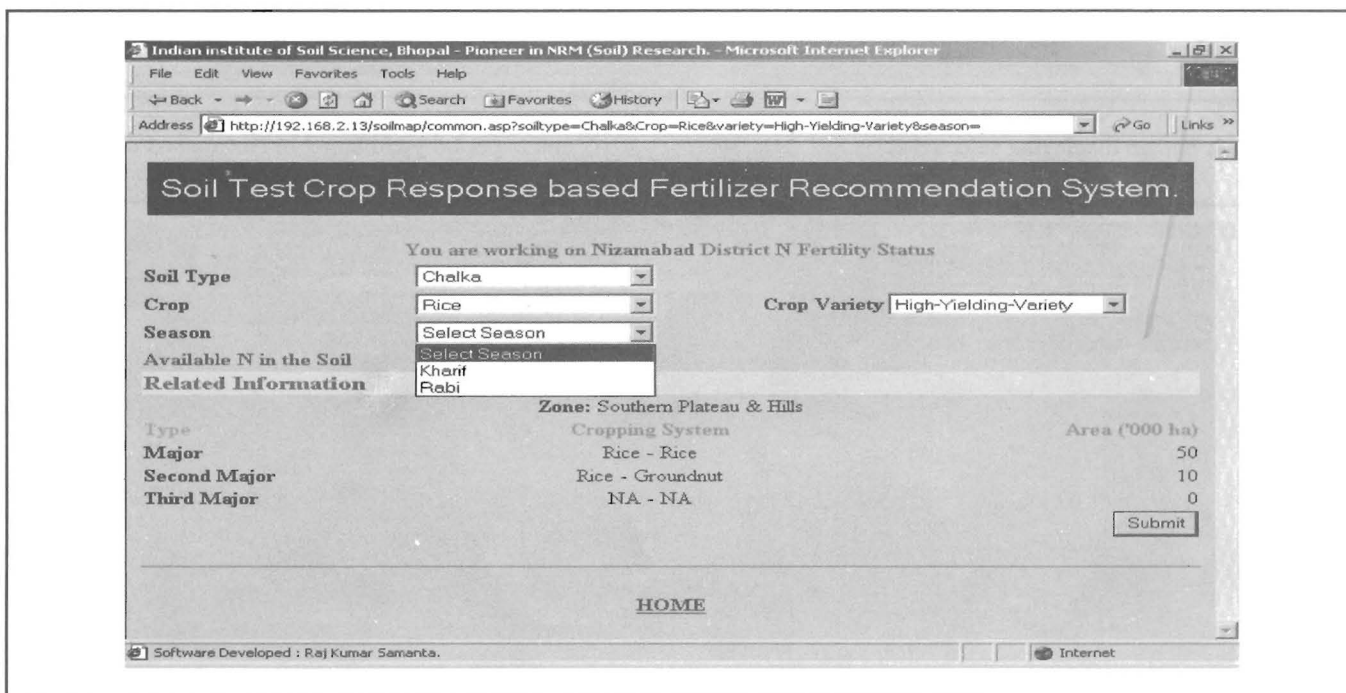 Indian institute of Soil Science, Bhopal - Pioneer in NRM (Soil) Research. - Microsoft Internet Explorer
File Edit View Favorites Tools Help
Back Search Favorites History
Address http://192.168.2.13/soilmap/common.asp?soiltype=Chalka&Crop=Rice&variety=High-Yielding-Variety&season= Go Links »
Soil Test Crop Response based Fertilizer Recommendation System.
You are working on Nizamabad District N Fertility Status
Soil Type Chalka
Crop Rice Crop Variety High-Yielding-Variety
Season Select Season
Available N in the Soil Select Season
Kharif
Related Information Rabi
Zone: Southern Plateau & Hills
Type Cropping System Area ('000 ha)
Major Rice - Rice 50
Second Major Rice - Groundnut 10
Third Major NA - NA 0
Submit
HOME
Software Developed : Raj Kumar Samanta. Internet